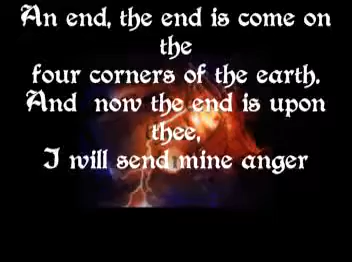 An end, the end is come on
the
four corners of the earth.
And now the end is upon
thee,
I will send mine anger